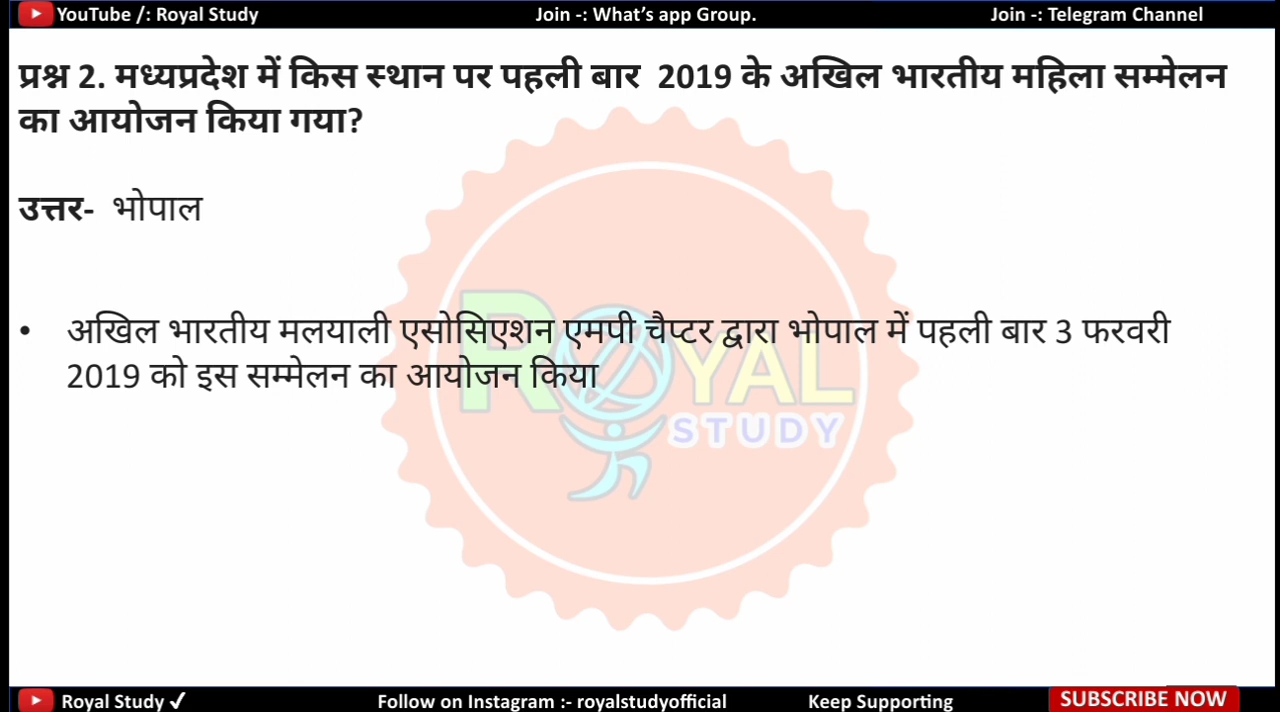 YouTube /: Royal Study Join -: What’s app Group. Join -: Telegram Channel
प्रश्न 2. मध्यप्रदेश में किस स्थान पर पहली बार 2019 के अखिल भारतीय महिला सम्मेलन
का आयोजन किया गया?
उत्तर- भोपाल
• अखिल भारतीय मलयाली एसोसिएशन एमपी चैप्टर द्वारा भोपाल में पहली बार 3 फरवरी
2019 को इस सम्मेलन का आयोजन किया
ROYAL
STUDY
Royal Study ✓ Follow on Instagram :- royalstudyofficial Keep Supporting SUBSCRIBE NOW